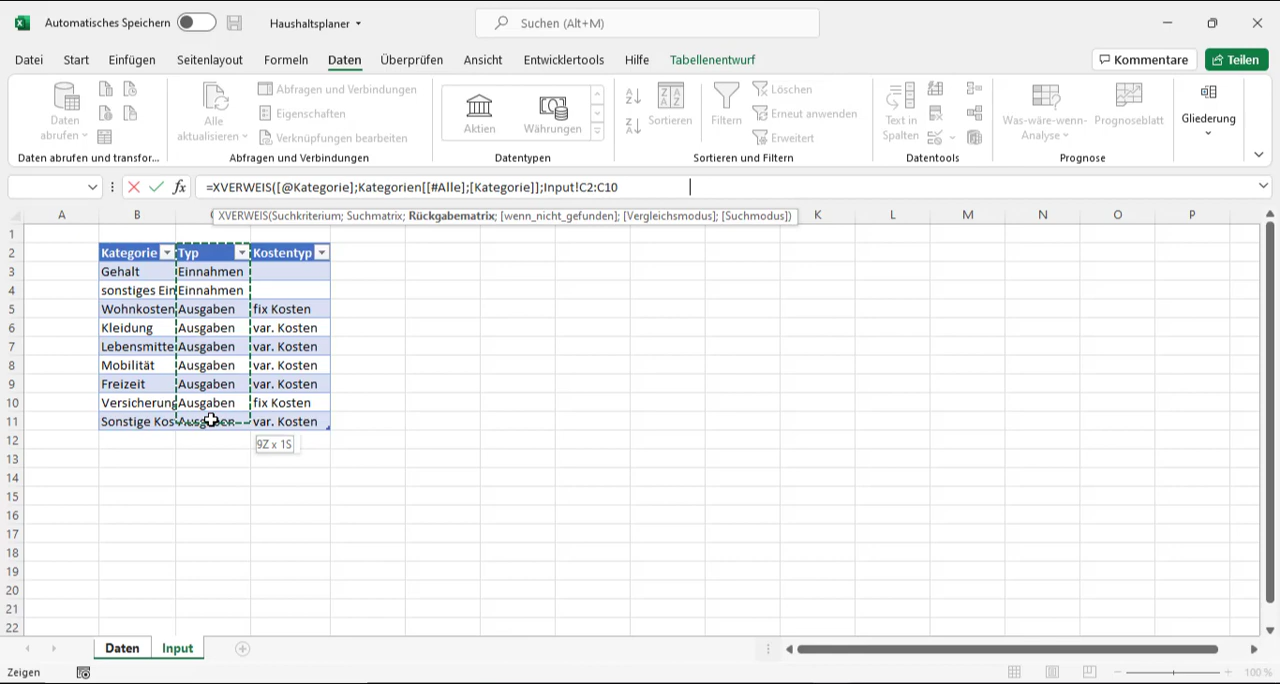 Automatisches Speichern
Haushaltsplaner
Suchen (Alt+M)
Datei Start Einfügen Seitenlayout Formeln Daten Überprüfen Ansicht Entwicklertools Hilfe Tabellenentwurf
Kommentare Teilen
Daten abrufen
Alle aktualisieren
Abfragen und Verbindungen
Eigenschaften
Verknüpfungen bearbeiten
Aktien Währungen
Sortieren
Filtern
Löschen
Erneut anwenden
Erweitert
Text in Spalten
Was-wäre-wenn-Analyse
Prognoseblatt
Gliederung
Daten abrufen und transfor... Abfragen und Verbindungen Datentypen Sortieren und Filtern Datentools Prognose
fx =XVERWEIS([@Kategorie];Kategorien[[#Alle];[Kategorie]];Input!C2:C10
XVERWEIS(Suchkriterium; Suchmatrix; Rückgabematrix; [wenn_nicht_gefunden]; [Vergleichsmodus]; [Suchmodus])
A B C K L M N O P
1
2 Kategorie Typ Kostentyp
3 Gehalt Einnahmen
4 sonstiges Ein Einnahmen
5 Wohnkosten Ausgaben fix Kosten
6 Kleidung Ausgaben var. Kosten
7 Lebensmitte Ausgaben var. Kosten
8 Mobilität Ausgaben var. Kosten
9 Freizeit Ausgaben var. Kosten
10 Versicherung Ausgaben fix Kosten
11 Sonstige Kos Ausgaben var. Kosten
12
9Z x 1S
13
14
15
16
17
18
19
20
21
22
Daten Input
Zeigen
100 %